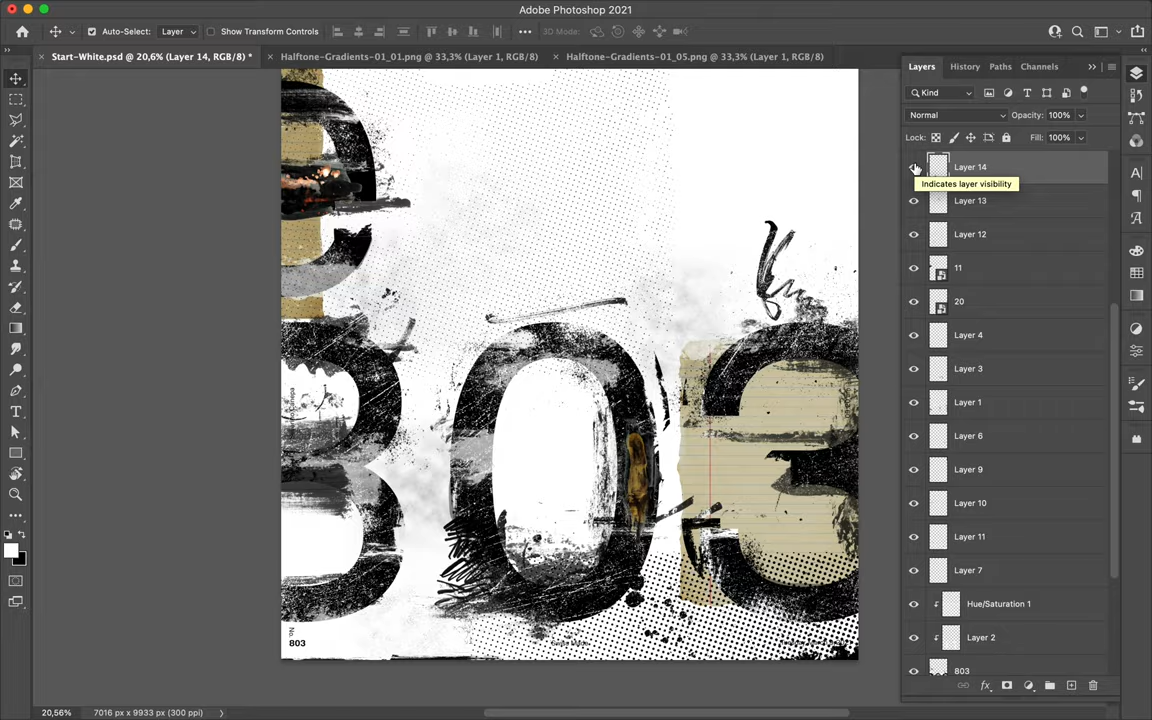 Adobe Photoshop 2021
Auto-Select: Layer Show Transform Controls 3D Mode:
Start-White.psd @ 20,6% (Layer 14, RGB/8) *
Halftone-Gradients-01_01.png @ 33,3% (Layer 1, RGB/8)
Halftone-Gradients-01_05.png @ 33,3% (Layer 1, RGB/8)
Layers History Paths Channels
Kind
Normal Opacity: 100%
Lock: Fill: 100%
Layer 14
Indicates layer visibility
Layer 13
Layer 12
11
20
Layer 4
Layer 3
Layer 1
Layer 6
Layer 9
Layer 10
Layer 11
Layer 7
Hue/Saturation 1
Layer 2
803
803
No.
803
20,56% 7016 px x 9933 px (300 ppi)